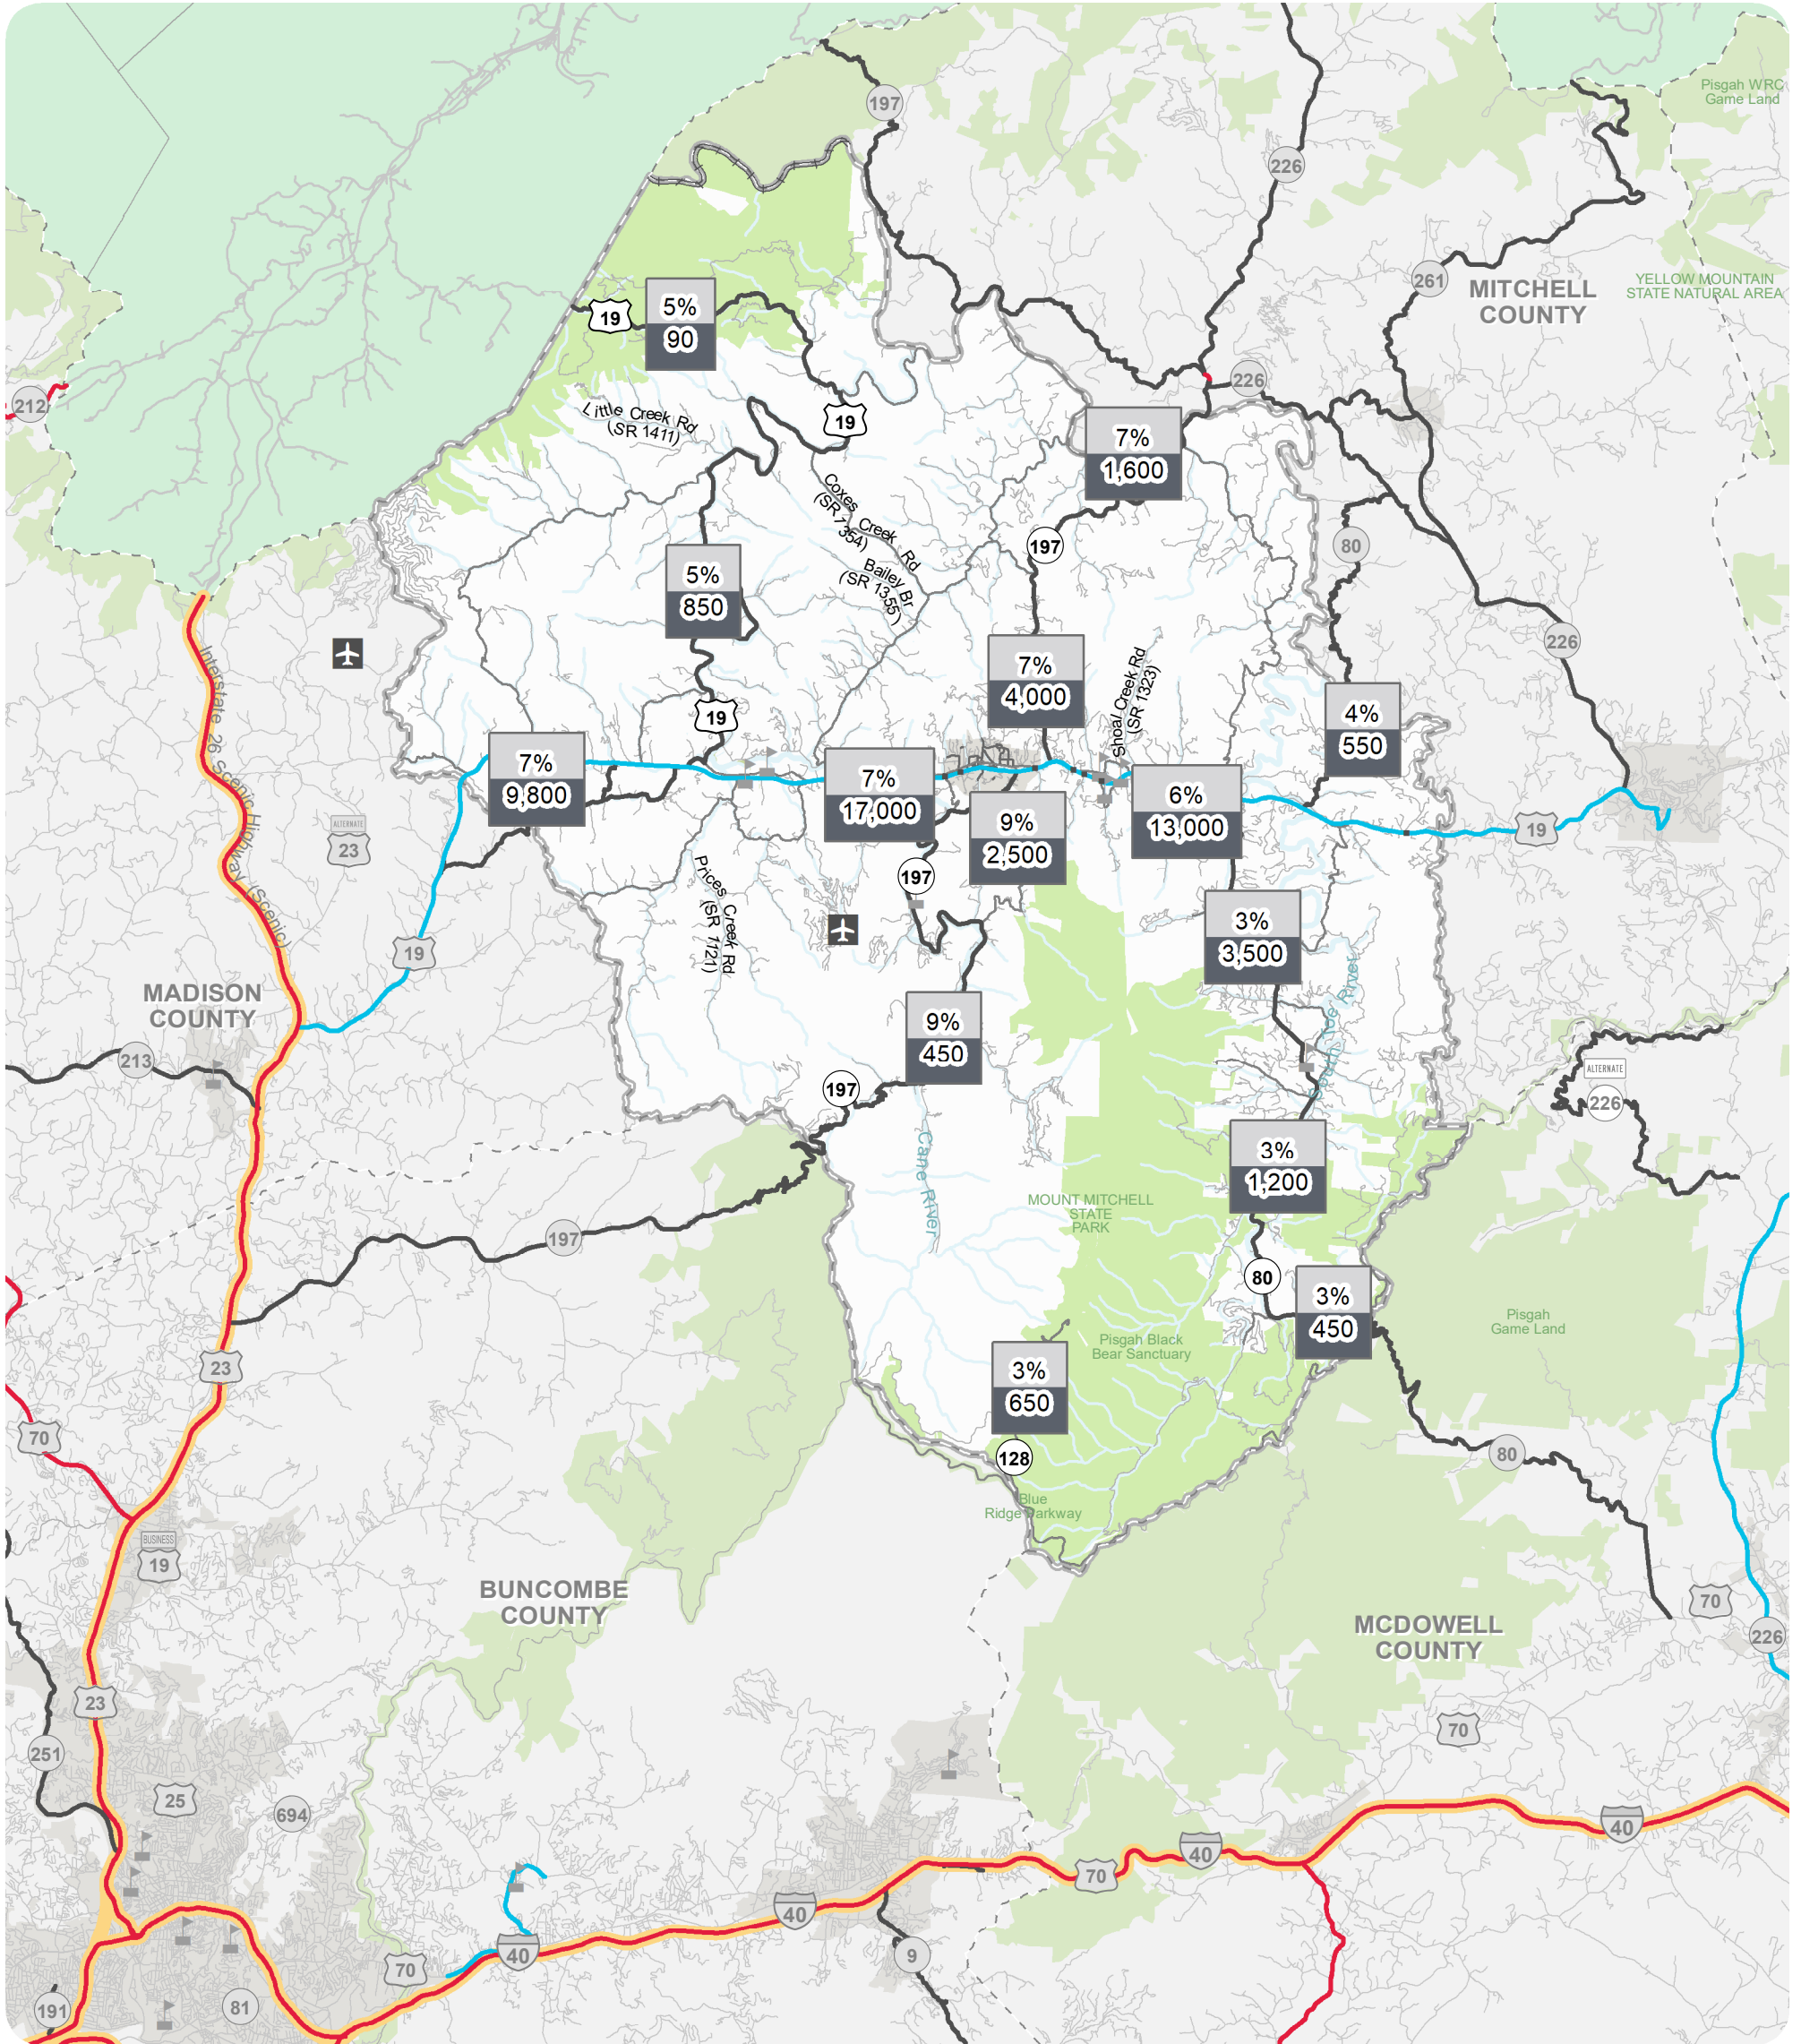 197
Pisgah WRC
Game Land
226
261
MITCHELL
COUNTY
YELLOW MOUNTAIN
STATE NATURAL AREA
5%
90
19
212
226
Little Creek Rd
(SR 1411)
19
7%
1,600
Coxes Creek Rd
(SR 1354)
197
80
Bailey Br
(SR 1355)
5%
850
226
Interstate 26 Scenic Highway (Scenic)
7%
4,000
Shoal Creek Rd
(SR 1323)
19
4%
550
7%
9,800
7%
17,000
6%
13,000
19
ALTERNATE
23
9%
2,500
197
Prices Creek Rd
(SR 1121)
3%
3,500
19
MADISON
COUNTY
9%
450
213
197
ALTERNATE
226
Cane River
3%
1,200
MOUNT MITCHELL
STATE
PARK
197
80
3%
450
Pisgah
Game Land
Pisgah Black
Bear Sanctuary
23
3%
650
70
128
80
Blue
Ridge Parkway
BUSINESS
19
BUNCOMBE
COUNTY
MCDOWELL
COUNTY
70
226
23
70
251
25
694
40
40
70
40
40
9
70
191
81